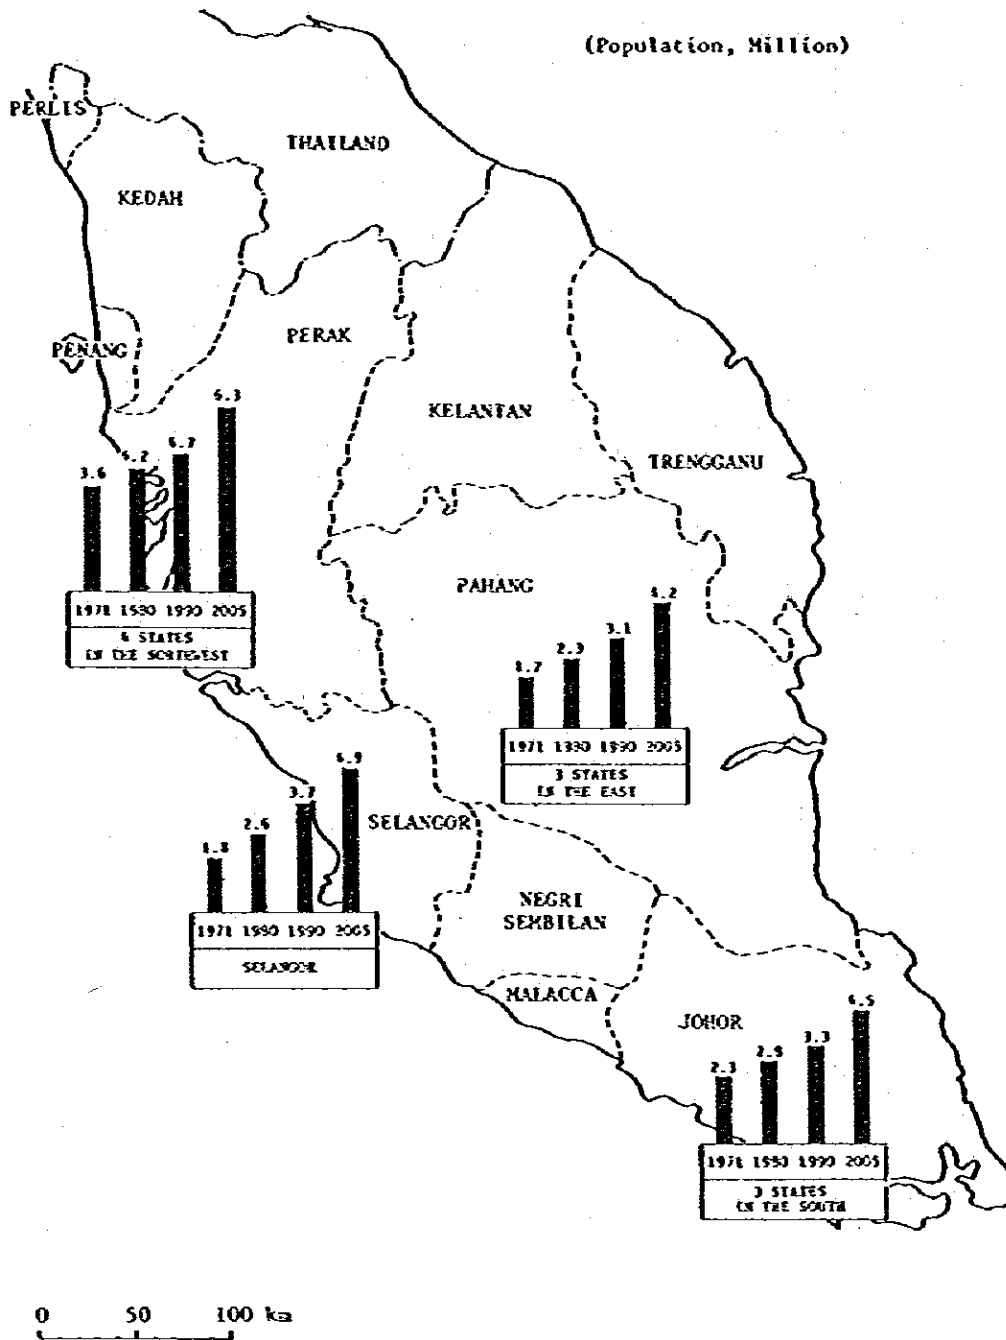 (Population, Million)
PERLIS
THAILAND
KEDAH
PERAK
PENANG
KELANTAN
TRENGGANU
PAHANG
SELANGOR
NEGRI
SEMBILAN
MALACCA
JOHOR
3.6 4.2 4.7 6.3
1971 1980 1990 2005
4 STATES
IN THE NORTHWEST
1.7 2.3 3.1 4.2
1971 1980 1990 2005
3 STATES
IN THE EAST
1.8 2.6 3.7 4.9
1971 1980 1990 2005
SELANGOR
2.3 3.3 4.5
1971 1980 1990 2005
3 STATES
IN THE SOUTH
0 50 100 km